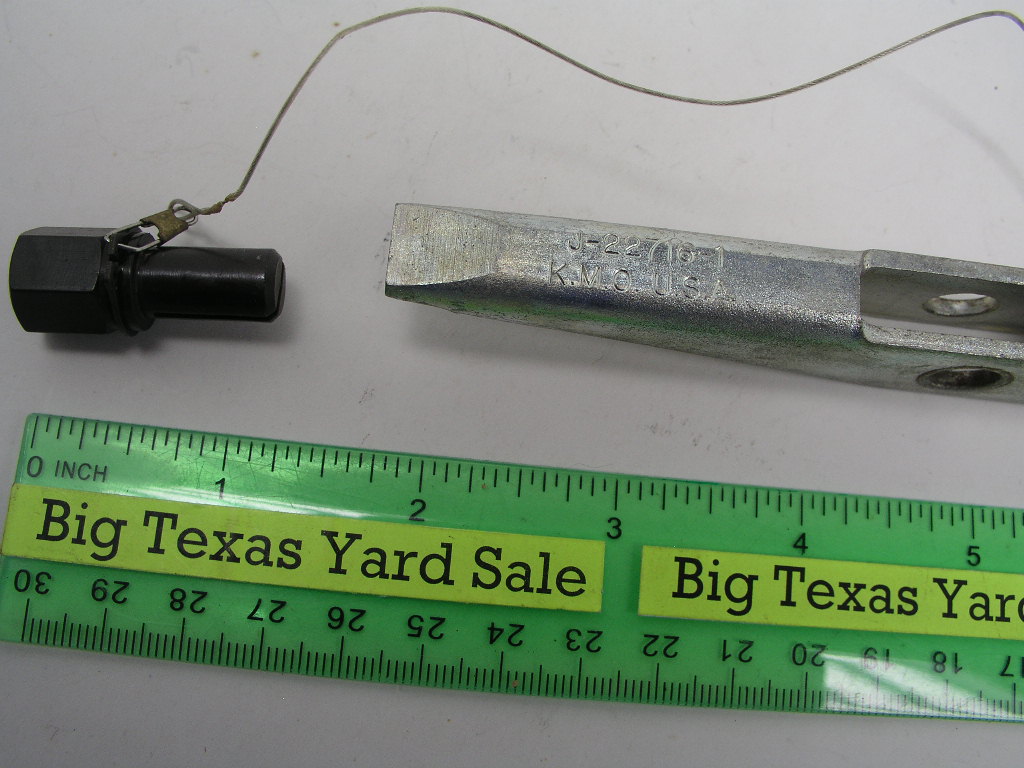 J-22716-1
K.M.O. U.S.A.
0 INCH 1 2 3 4 5
Big Texas Yard Sale
Big Texas Yard
30 29 28 27 26 25 24 23 22 21 20 19 18 17